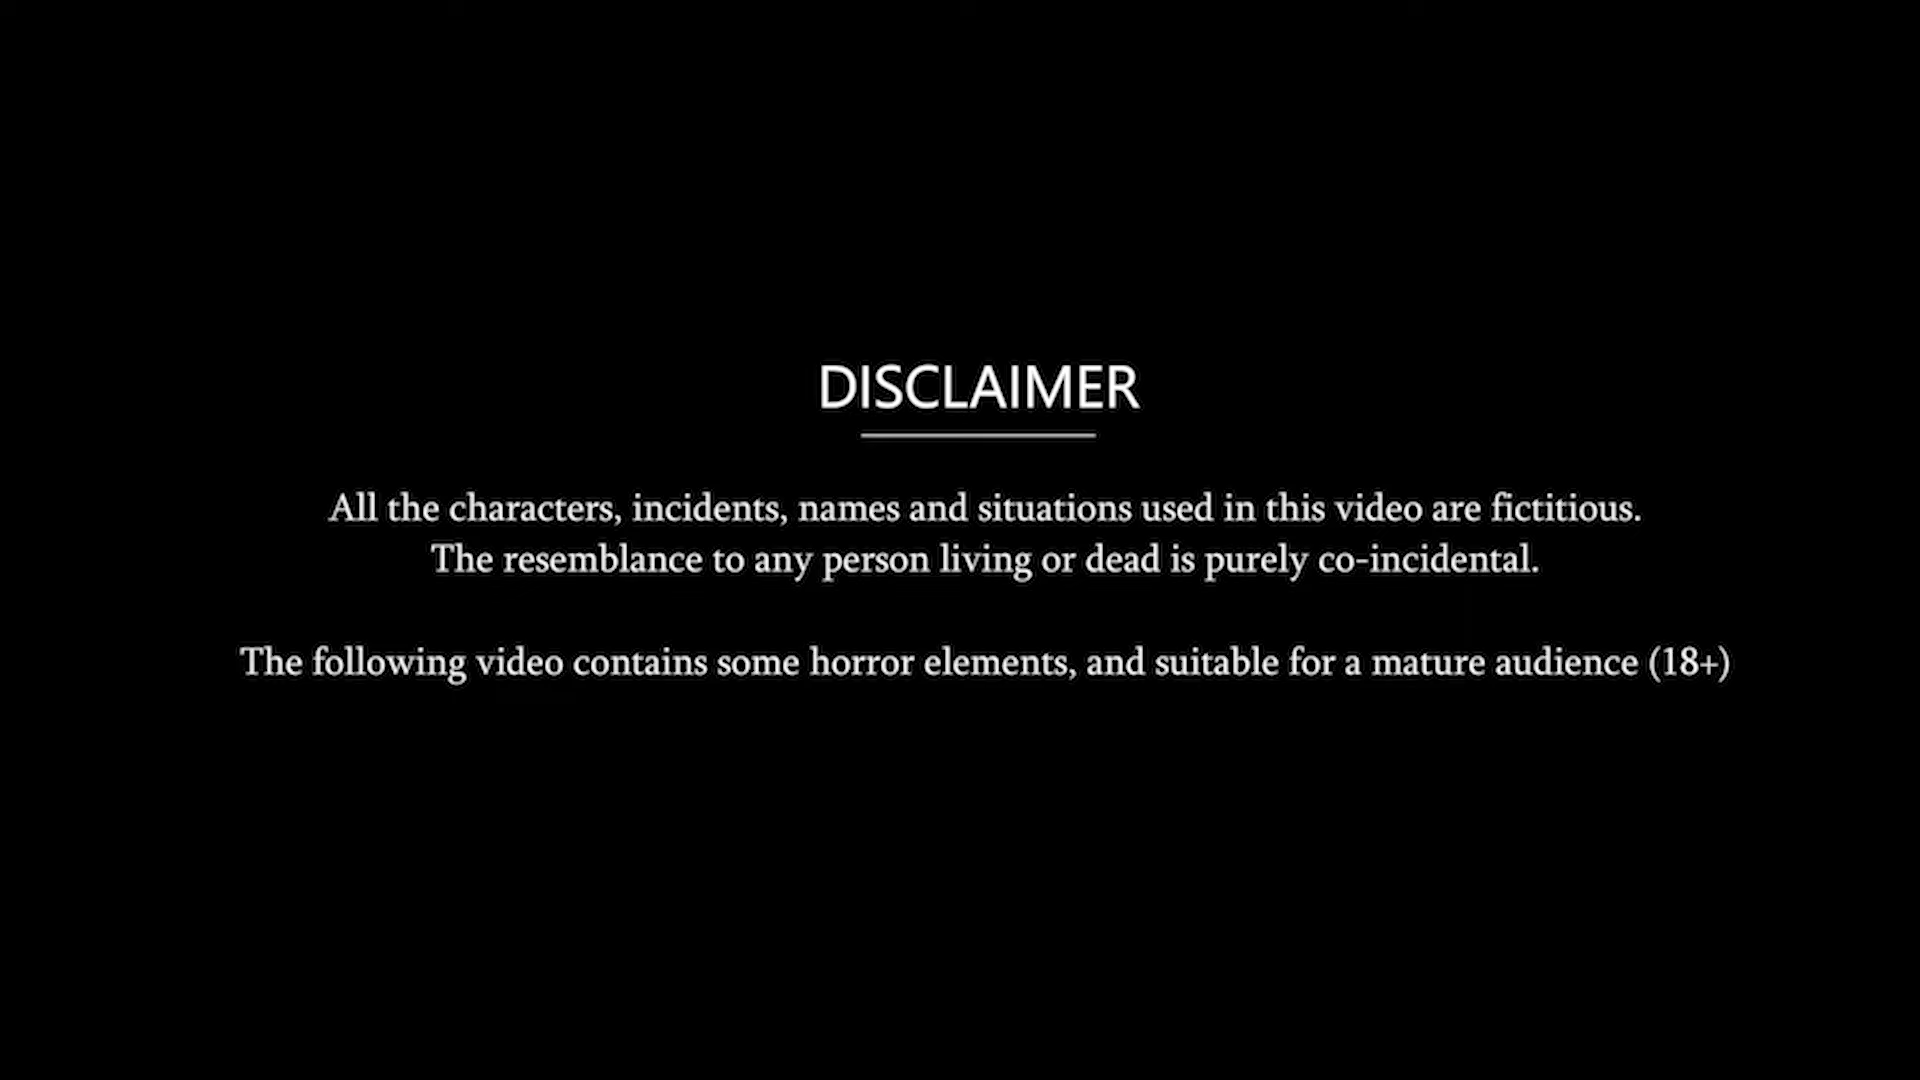 DISCLAIMER
All the characters, incidents, names and situations used in this video are fictitious.
The resemblance to any person living or dead is purely co-incidental.
The following video contains some horror elements, and suitable for a mature audience (18+)